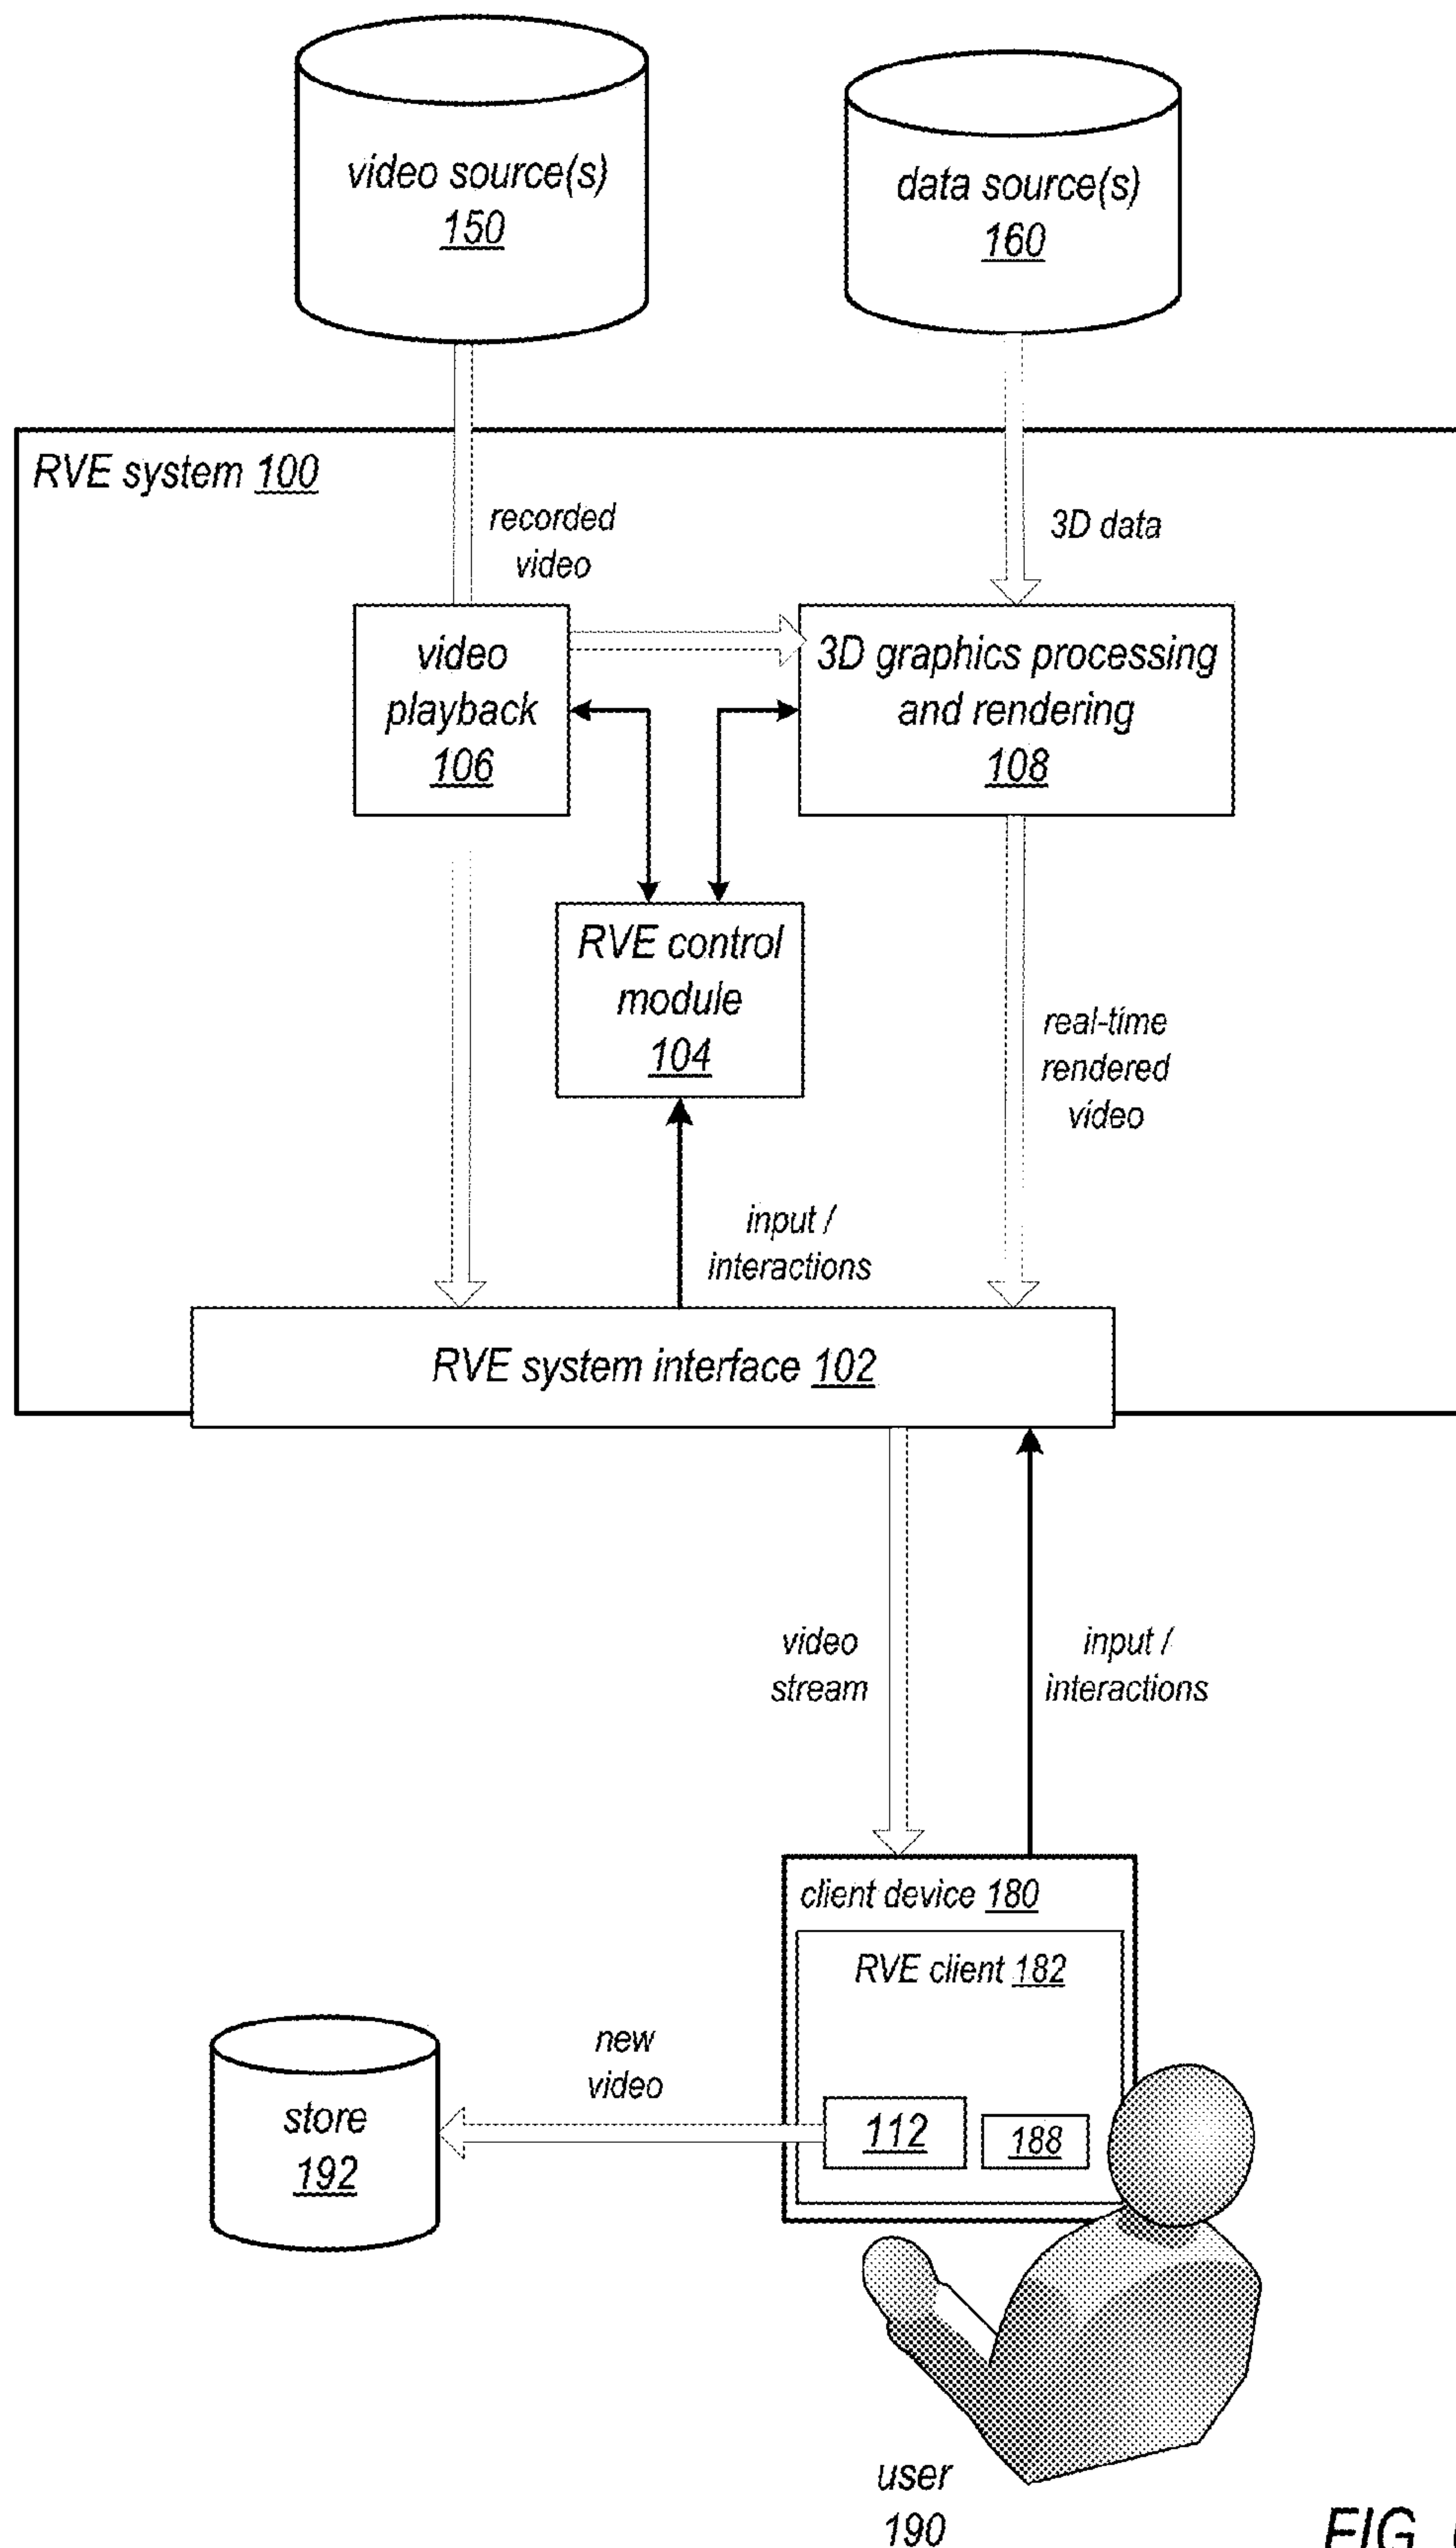 video source(s)
150
data source(s)
160
RVE system 100
recorded
video
3D data
video
playback
106
3D graphics processing
and rendering
108
RVE control
module
104
real-time
rendered
video
input /
interactions
RVE system interface 102
video
stream
input /
interactions
client device 180
RVE client 182
new
video
store
192
112
188
user
190
FIG.